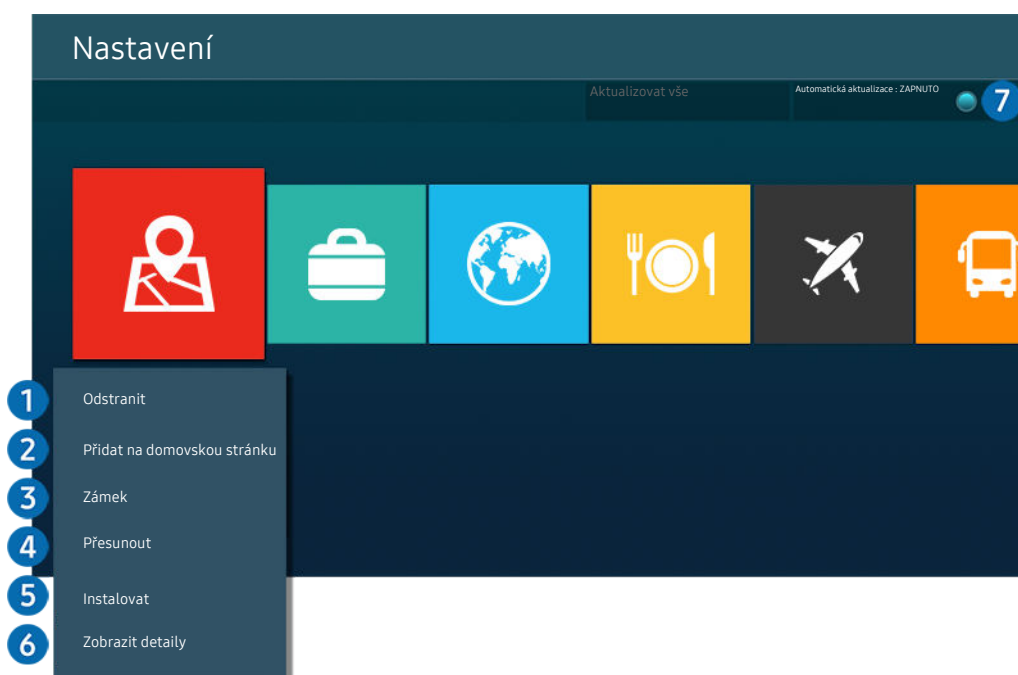 Nastavení
Aktualizovat vše
Automatická aktualizace : ZAPNUTO
7
1 Odstranit
2 Přidat na domovskou stránku
3 Zámek
4 Přesunout
5 Instalovat
6 Zobrazit detaily